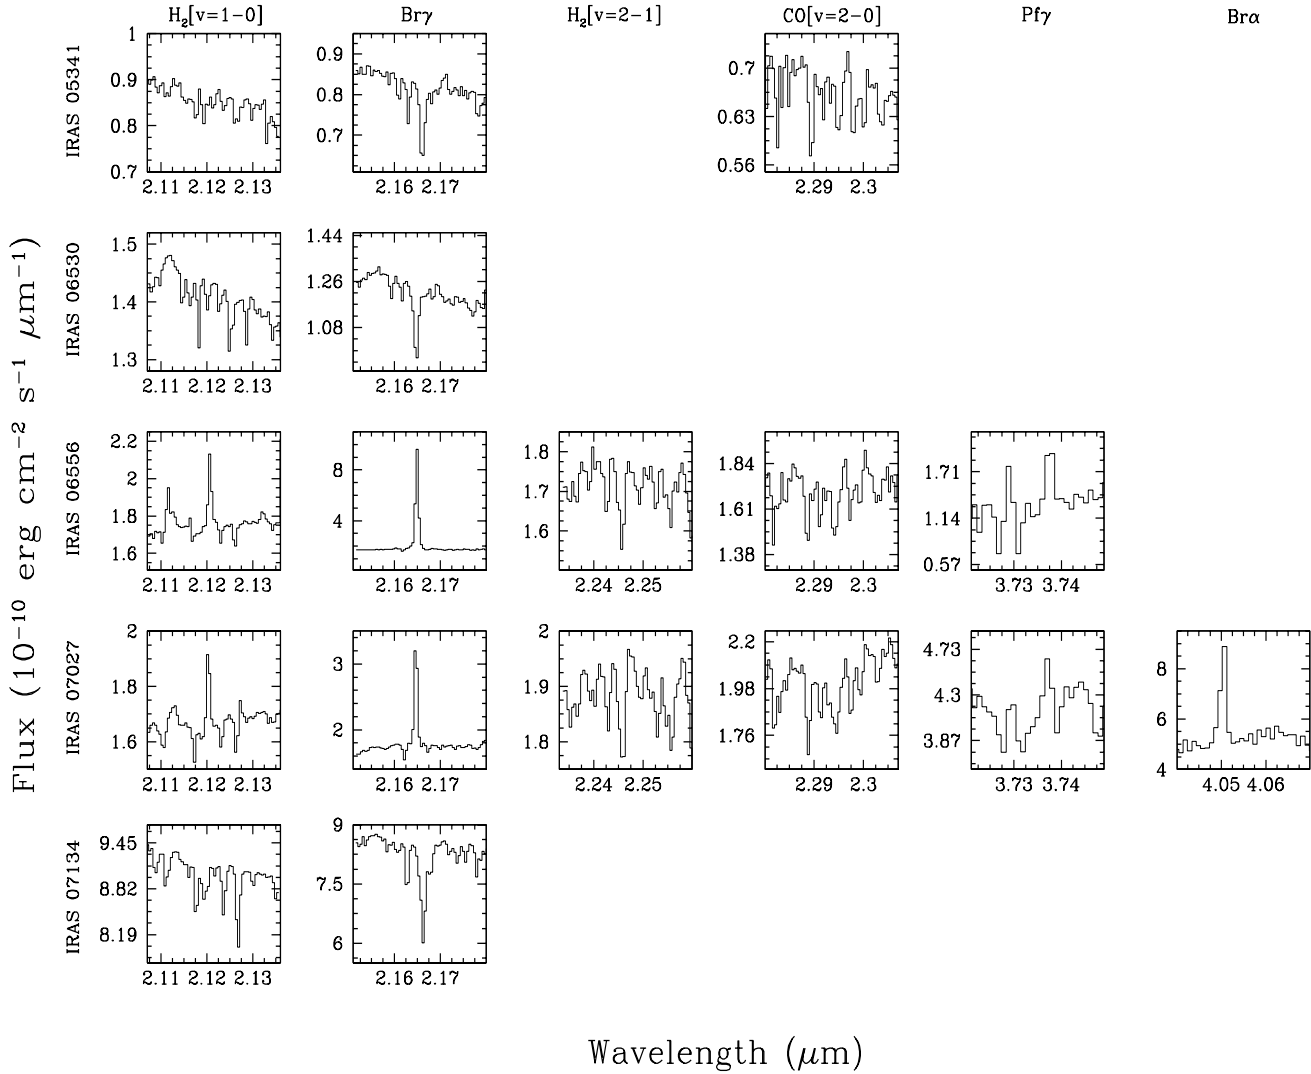 H2[v=1−0] Brγ H2[v=2−1] CO[v=2−0] Pfγ Brα
IRAS 05341
1 0.9 0.8 0.7
2.11 2.12 2.13
0.9 0.8 0.7
2.16 2.17
0.7 0.63 0.56
2.29 2.3
IRAS 06530
1.5 1.4 1.3
2.11 2.12 2.13
1.44 1.26 1.08
2.16 2.17
IRAS 06556
2.2 2 1.8 1.6
2.11 2.12 2.13
8 4
2.16 2.17
1.8 1.7 1.6
2.24 2.25
1.84 1.61 1.38
2.29 2.3
1.71 1.14 0.57
3.73 3.74
IRAS 07027
2 1.8 1.6
2.11 2.12 2.13
3 2
2.16 2.17
2 1.9 1.8
2.24 2.25
2.2 1.98 1.76
2.29 2.3
4.73 4.3 3.87
3.73 3.74
8 6 4
4.05 4.06
IRAS 07134
9.45 8.82 8.19
2.11 2.12 2.13
9 7.5 6
2.16 2.17
Flux (10−10 erg cm−2 s−1 μm−1)
Wavelength (μm)